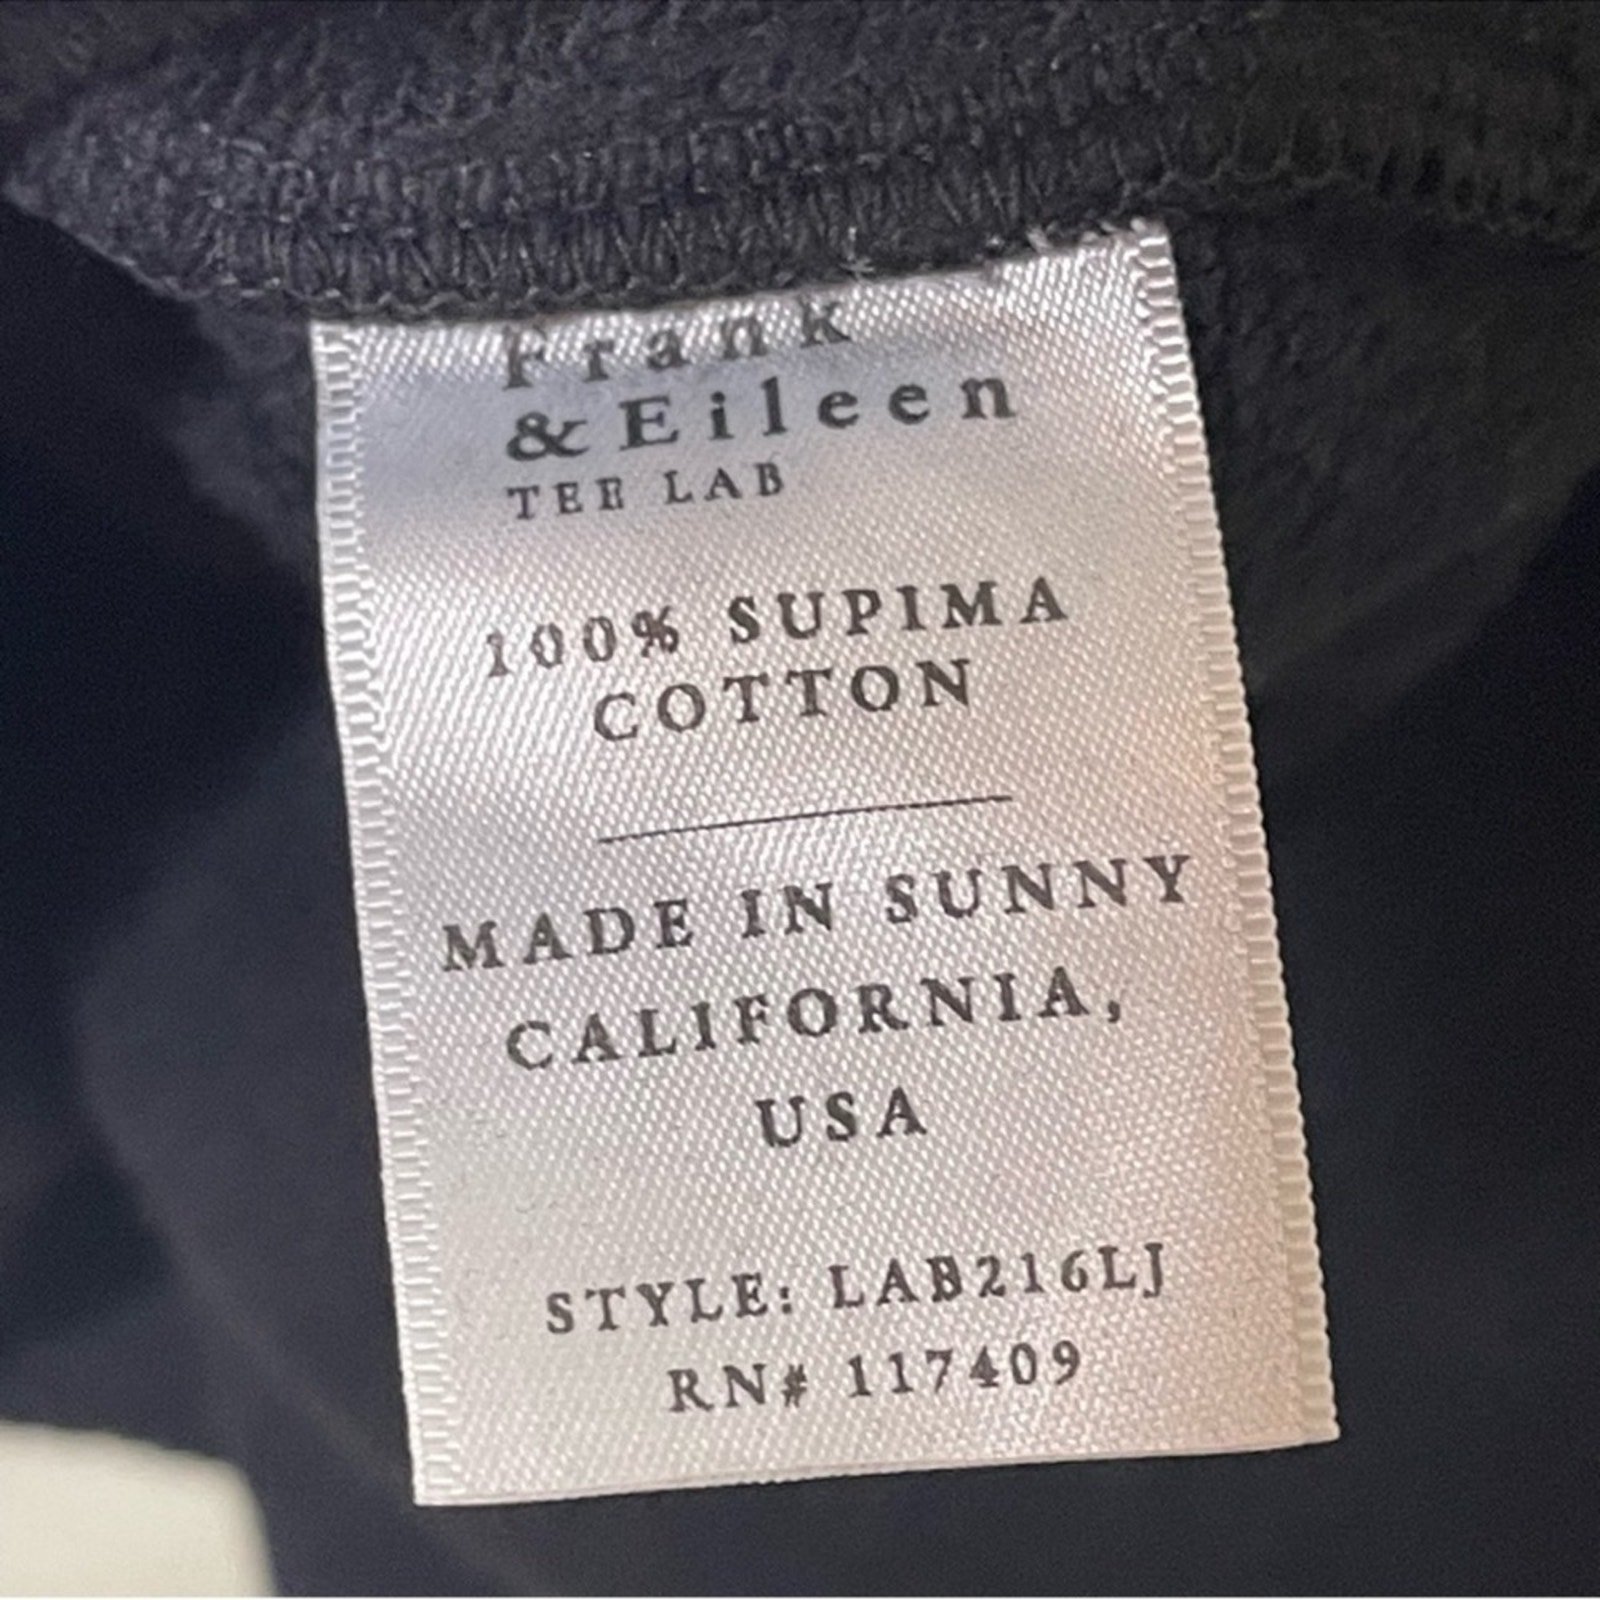 Frank
& Eileen
TEE LAB
100% SUPIMA
COTTON
MADE IN SUNNY
CALIFORNIA,
USA
STYLE: LAB216LJ
RN# 117409